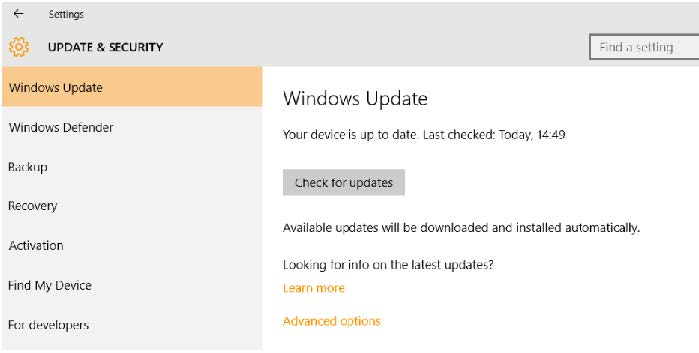 Settings
UPDATE & SECURITY
Find a setting
Windows Update
Windows Defender
Backup
Recovery
Activation
Find My Device
For developers
Windows Update
Your device is up to date. Last checked: Today, 14:49
Check for updates
Available updates will be downloaded and installed automatically.
Looking for info on the latest updates?
Learn more
Advanced options